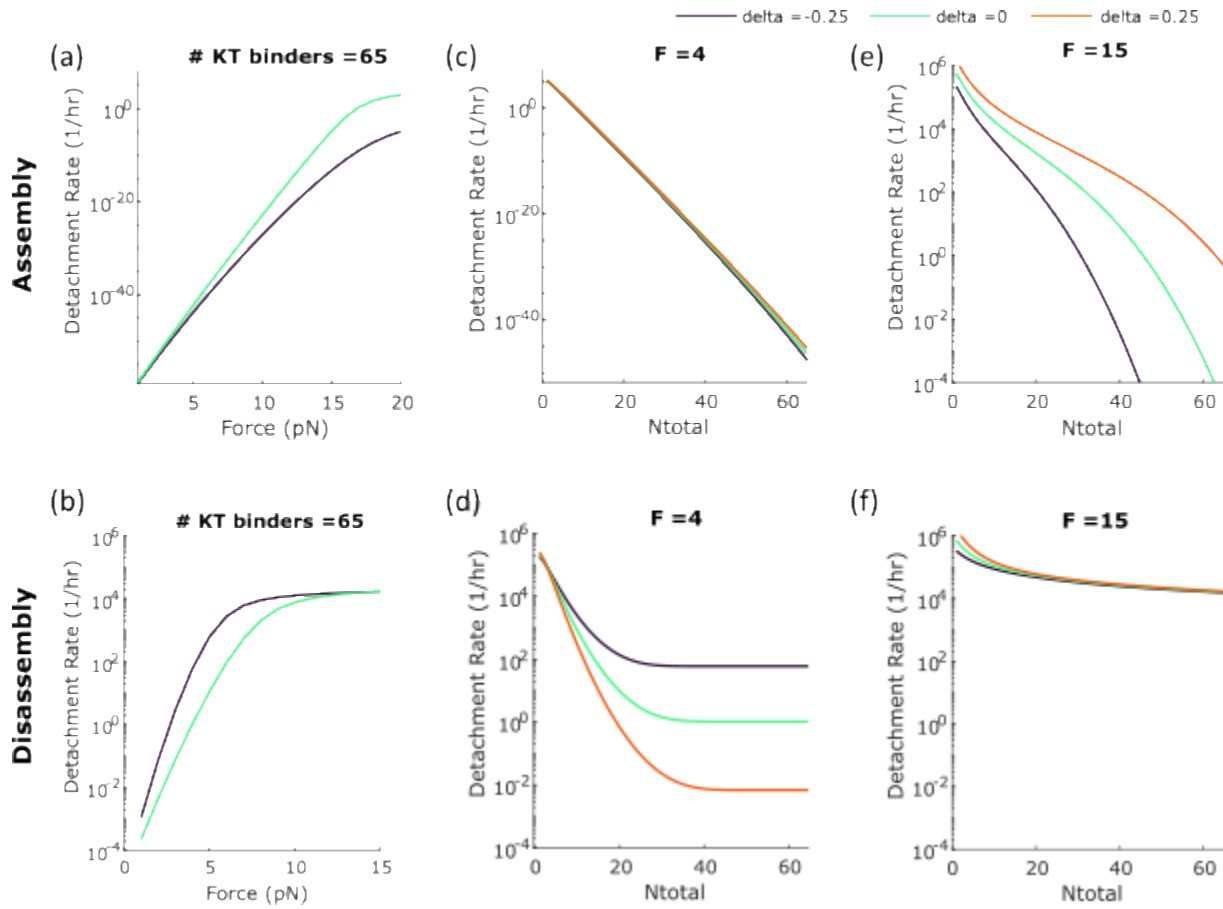 delta =-0.25 delta =0 delta =0.25
(a) # KT binders =65
(c) F =4
(e) F =15
Assembly
Detachment Rate (1/hr)
10^0
10^-20
10^-40
5 10 15 20
Force (pN)
Detachment Rate (1/hr)
10^0
10^-20
10^-40
0 20 40 60
Ntotal
Detachment Rate (1/hr)
10^6
10^4
10^2
10^0
10^-2
10^-4
0 20 40 60
Ntotal
(b) # KT binders =65
(d) F =4
(f) F =15
Disassembly
Detachment Rate (1/hr)
10^6
10^4
10^2
10^0
10^-2
10^-4
0 5 10 15
Force (pN)
Detachment Rate (1/hr)
10^6
10^4
10^2
10^0
10^-2
10^-4
0 20 40 60
Ntotal
Detachment Rate (1/hr)
10^6
10^4
10^2
10^0
10^-2
10^-4
0 20 40 60
Ntotal